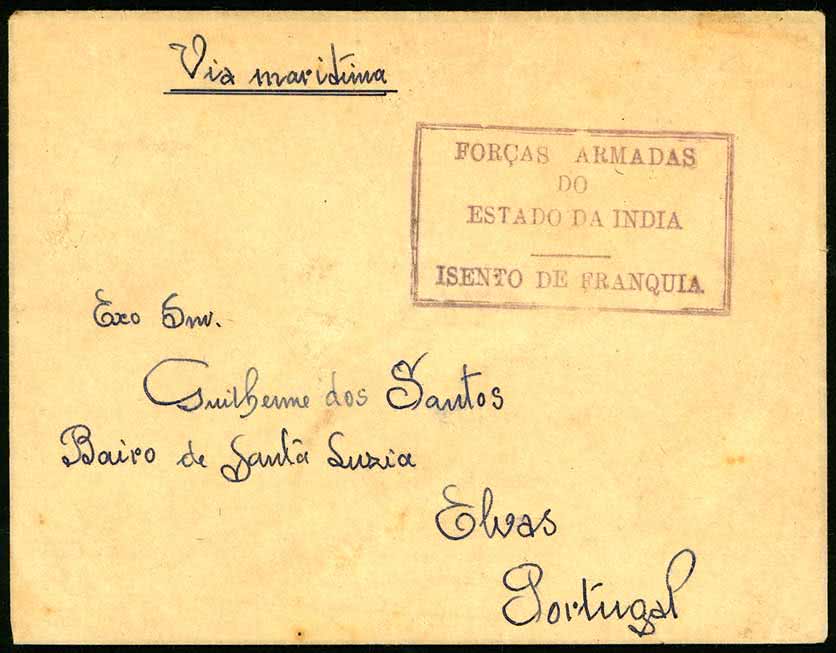 Via maritima
FORÇAS ARMADAS
DO
ESTADO DA INDIA
ISENTO DE FRANQUIA
Exo Snr.
Guilherme dos Santos
Bairo de Santa Luzia
Elvas
Portugal